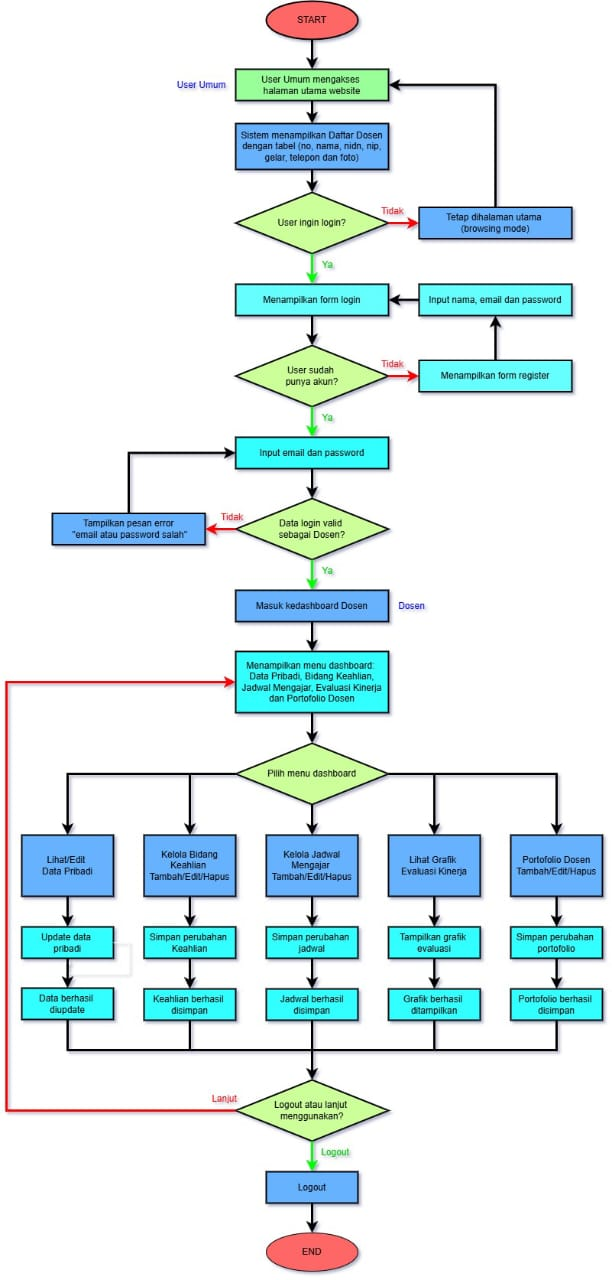 START
User Umum
User Umum mengakses
halaman utama website
Sistem menampilkan Daftar Dosen
dengan tabel (no, nama, nidn, nip,
gelar, telepon dan foto)
User ingin login?
Tidak
Tetap dihalaman utama
(browsing mode)
Ya
Menampilkan form login
Input nama, email dan password
User sudah
punya akun?
Tidak
Menampilkan form register
Ya
Input email dan password
Tampilkan pesan error
"email atau password salah"
Tidak
Data login valid
sebagai Dosen?
Ya
Masuk kedashboard Dosen
Dosen
Menampilkan menu dashboard:
Data Pribadi, Bidang Keahlian,
Jadwal Mengajar, Evaluasi Kinerja
dan Portofolio Dosen
Pilih menu dashboard
Lihat/Edit
Data Pribadi
Kelola Bidang
Keahlian
Tambah/Edit/Hapus
Kelola Jadwal
Mengajar
Tambah/Edit/Hapus
Lihat Grafik
Evaluasi Kinerja
Portofolio Dosen
Tambah/Edit/Hapus
Update data
pribadi
Simpan perubahan
Keahlian
Simpan perubahan
jadwal
Tampilkan grafik
evaluasi
Simpan perubahan
portofolio
Data berhasil
diupdate
Keahlian berhasil
disimpan
Jadwal berhasil
disimpan
Grafik berhasil
ditampilkan
Portofolio berhasil
disimpan
Lanjut
Logout atau lanjut
menggunakan?
Logout
Logout
END